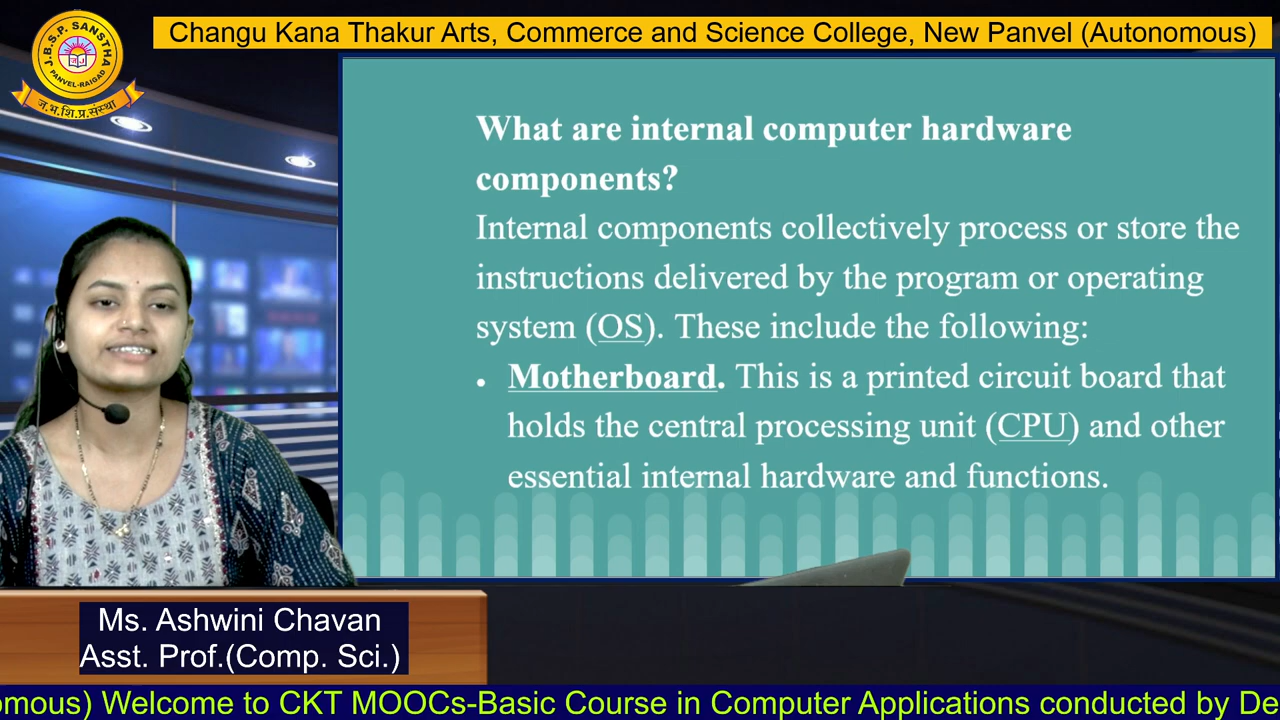 Changu Kana Thakur Arts, Commerce and Science College, New Panvel (Autonomous)
J.B.S.P. SANSTHA
PANVEL-RAIGAD
ज.भ.शि.प्र.संस्था
What are internal computer hardware
components?
Internal components collectively process or store the
instructions delivered by the program or operating
system (OS). These include the following:
• Motherboard. This is a printed circuit board that
holds the central processing unit (CPU) and other
essential internal hardware and functions.
Ms. Ashwini Chavan
Asst. Prof.(Comp. Sci.)
omous) Welcome to CKT MOOCs-Basic Course in Computer Applications conducted by De